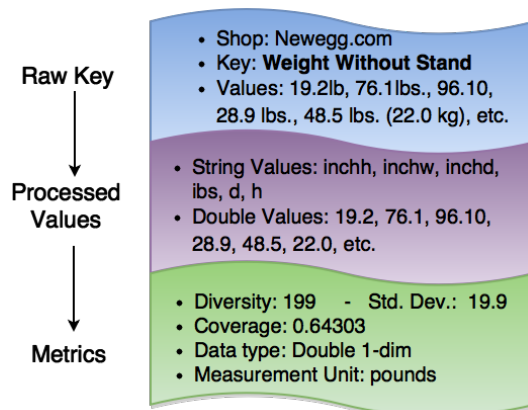 Raw Key
• Shop: Newegg.com
• Key: Weight Without Stand
• Values: 19.2lb, 76.1lbs., 96.10,
28.9 lbs., 48.5 lbs. (22.0 kg), etc.
Processed
Values
• String Values: inchh, inchw, inchd,
ibs, d, h
• Double Values: 19.2, 76.1, 96.10,
28.9, 48.5, 22.0, etc.
Metrics
• Diversity: 199 - Std. Dev.: 19.9
• Coverage: 0.64303
• Data type: Double 1-dim
• Measurement Unit: pounds